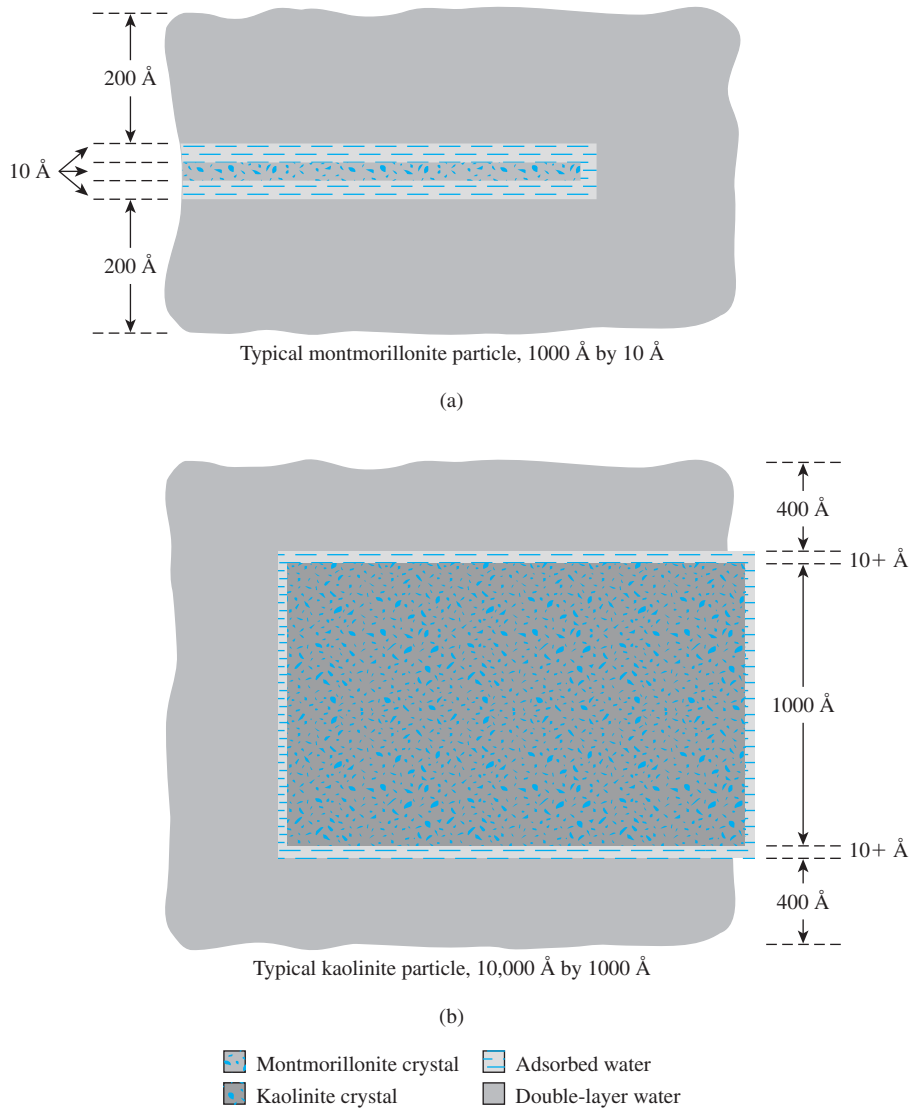 200 Å
10 Å
200 Å
Typical montmorillonite particle, 1000 Å by 10 Å
(a)
400 Å
10+ Å
1000 Å
10+ Å
400 Å
Typical kaolinite particle, 10,000 Å by 1000 Å
(b)
Montmorillonite crystal Adsorbed water
Kaolinite crystal Double-layer water